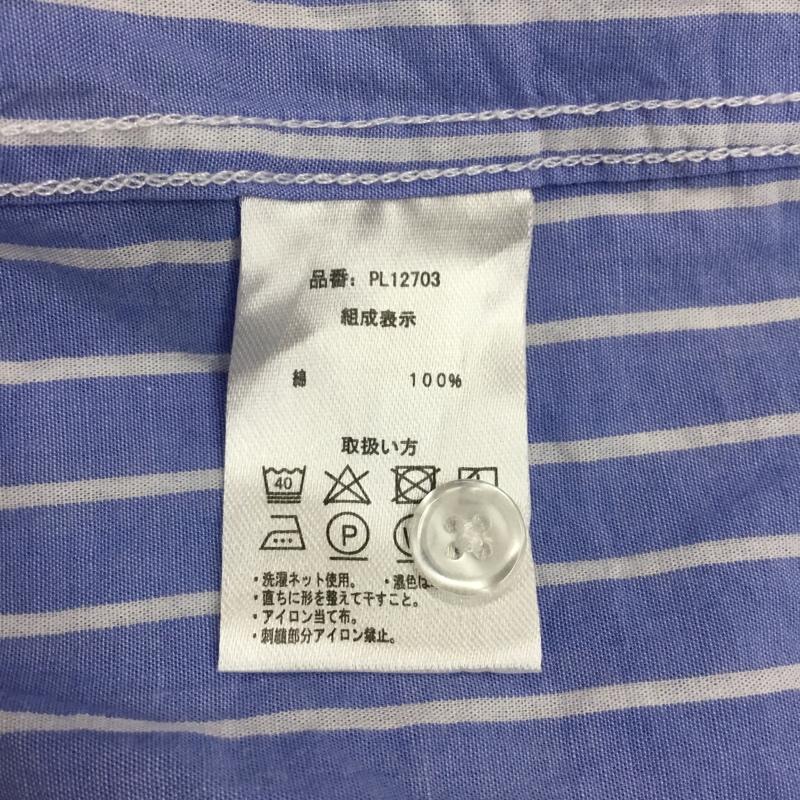 品番: PL12703
組成表示
綿 100%
取扱い方
40
P
・洗濯ネット使用。 ・濃色は
・直ちに形を整えて干すこと。
・アイロン当て布。
・刺繍部分アイロン禁止。